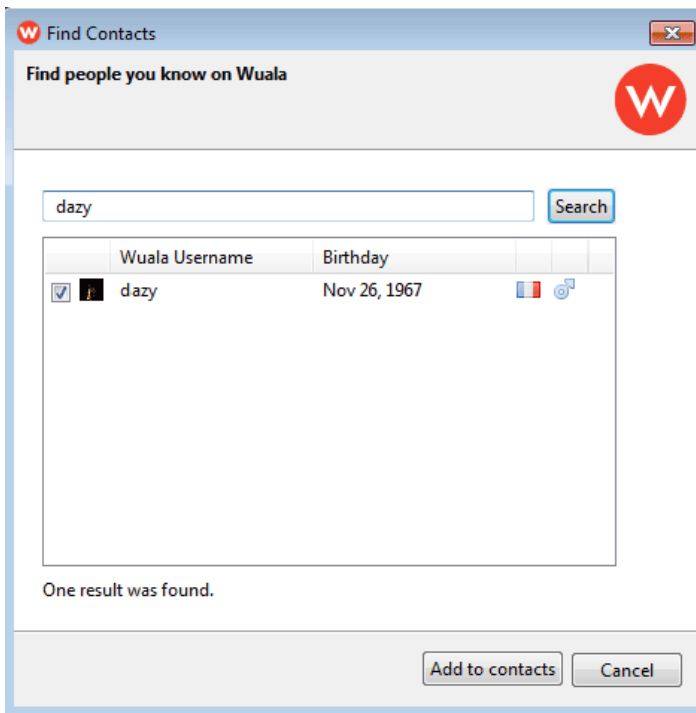 Find Contacts
Find people you know on Wuala
W
dazy
Search
Wuala Username Birthday
dazy Nov 26, 1967
One result was found.
Add to contacts Cancel